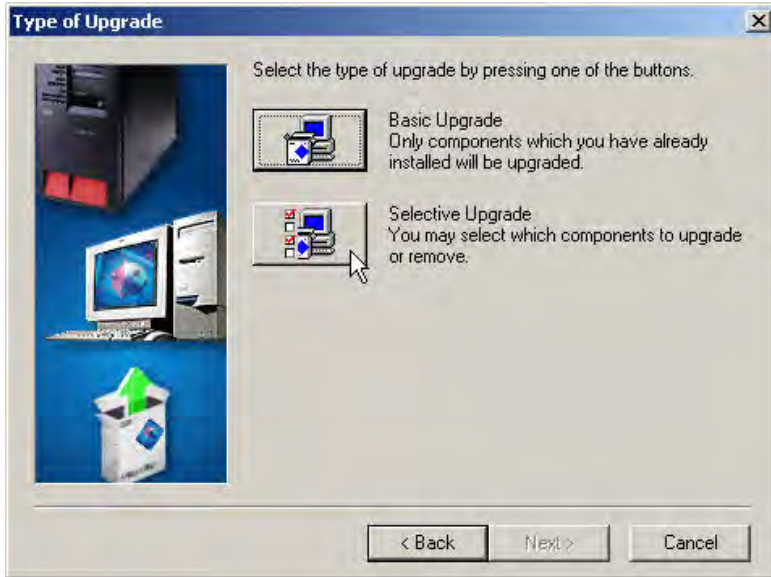 Type of Upgrade
Select the type of upgrade by pressing one of the buttons.
Basic Upgrade
Only components which you have already
installed will be upgraded.
Selective Upgrade
You may select which components to upgrade
or remove.
< Back
Next >
Cancel